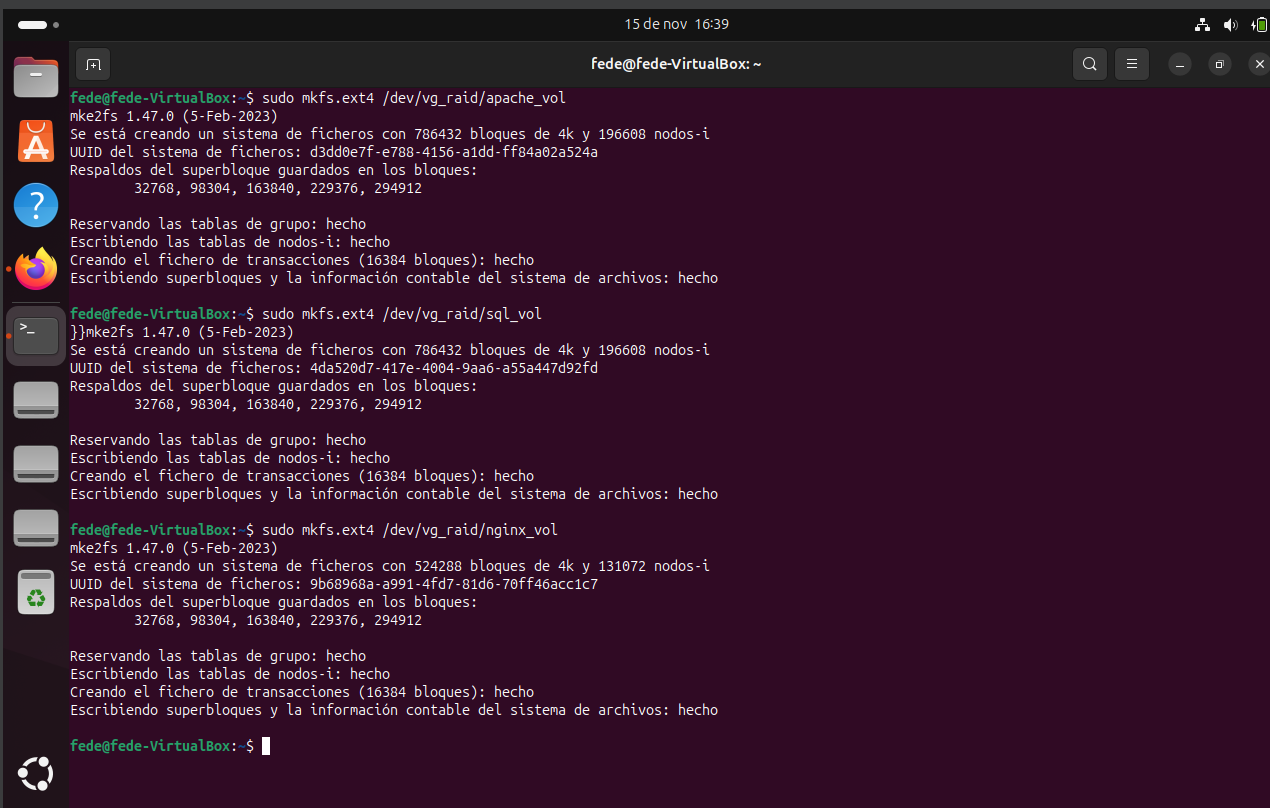 15 de nov 16:39
fede@fede-VirtualBox: ~
fede@fede-VirtualBox:~$ sudo mkfs.ext4 /dev/vg_raid/apache_vol
mke2fs 1.47.0 (5-Feb-2023)
Se está creando un sistema de ficheros con 786432 bloques de 4k y 196608 nodos-i
UUID del sistema de ficheros: d3dd0e7f-e788-4156-a1dd-ff84a02a524a
Respaldos del superbloque guardados en los bloques:
32768, 98304, 163840, 229376, 294912
Reservando las tablas de grupo: hecho
Escribiendo las tablas de nodos-i: hecho
Creando el fichero de transacciones (16384 bloques): hecho
Escribiendo superbloques y la información contable del sistema de archivos: hecho
fede@fede-VirtualBox:~$ sudo mkfs.ext4 /dev/vg_raid/sql_vol
}}mke2fs 1.47.0 (5-Feb-2023)
Se está creando un sistema de ficheros con 786432 bloques de 4k y 196608 nodos-i
UUID del sistema de ficheros: 4da520d7-417e-4004-9aa6-a55a447d92fd
Respaldos del superbloque guardados en los bloques:
32768, 98304, 163840, 229376, 294912
Reservando las tablas de grupo: hecho
Escribiendo las tablas de nodos-i: hecho
Creando el fichero de transacciones (16384 bloques): hecho
Escribiendo superbloques y la información contable del sistema de archivos: hecho
fede@fede-VirtualBox:~$ sudo mkfs.ext4 /dev/vg_raid/nginx_vol
mke2fs 1.47.0 (5-Feb-2023)
Se está creando un sistema de ficheros con 524288 bloques de 4k y 131072 nodos-i
UUID del sistema de ficheros: 9b68968a-a991-4fd7-81d6-70ff46acc1c7
Respaldos del superbloque guardados en los bloques:
32768, 98304, 163840, 229376, 294912
Reservando las tablas de grupo: hecho
Escribiendo las tablas de nodos-i: hecho
Creando el fichero de transacciones (16384 bloques): hecho
Escribiendo superbloques y la información contable del sistema de archivos: hecho
fede@fede-VirtualBox:~$